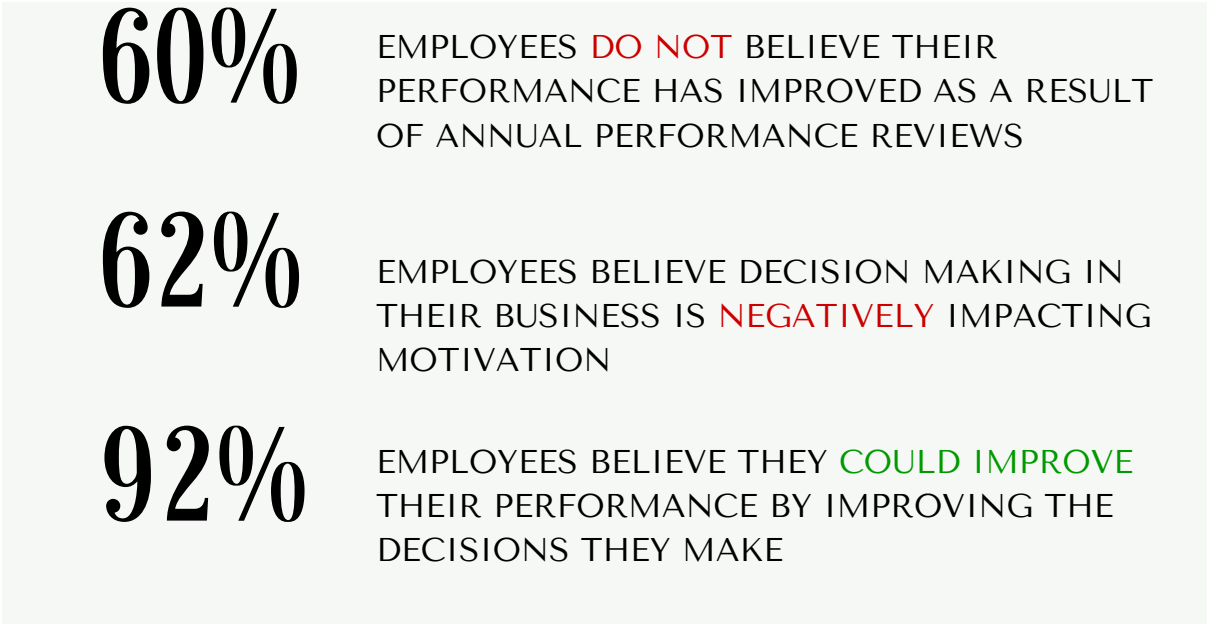 60%
EMPLOYEES DO NOT BELIEVE THEIR
PERFORMANCE HAS IMPROVED AS A RESULT
OF ANNUAL PERFORMANCE REVIEWS
62%
EMPLOYEES BELIEVE DECISION MAKING IN
THEIR BUSINESS IS NEGATIVELY IMPACTING
MOTIVATION
92%
EMPLOYEES BELIEVE THEY COULD IMPROVE
THEIR PERFORMANCE BY IMPROVING THE
DECISIONS THEY MAKE